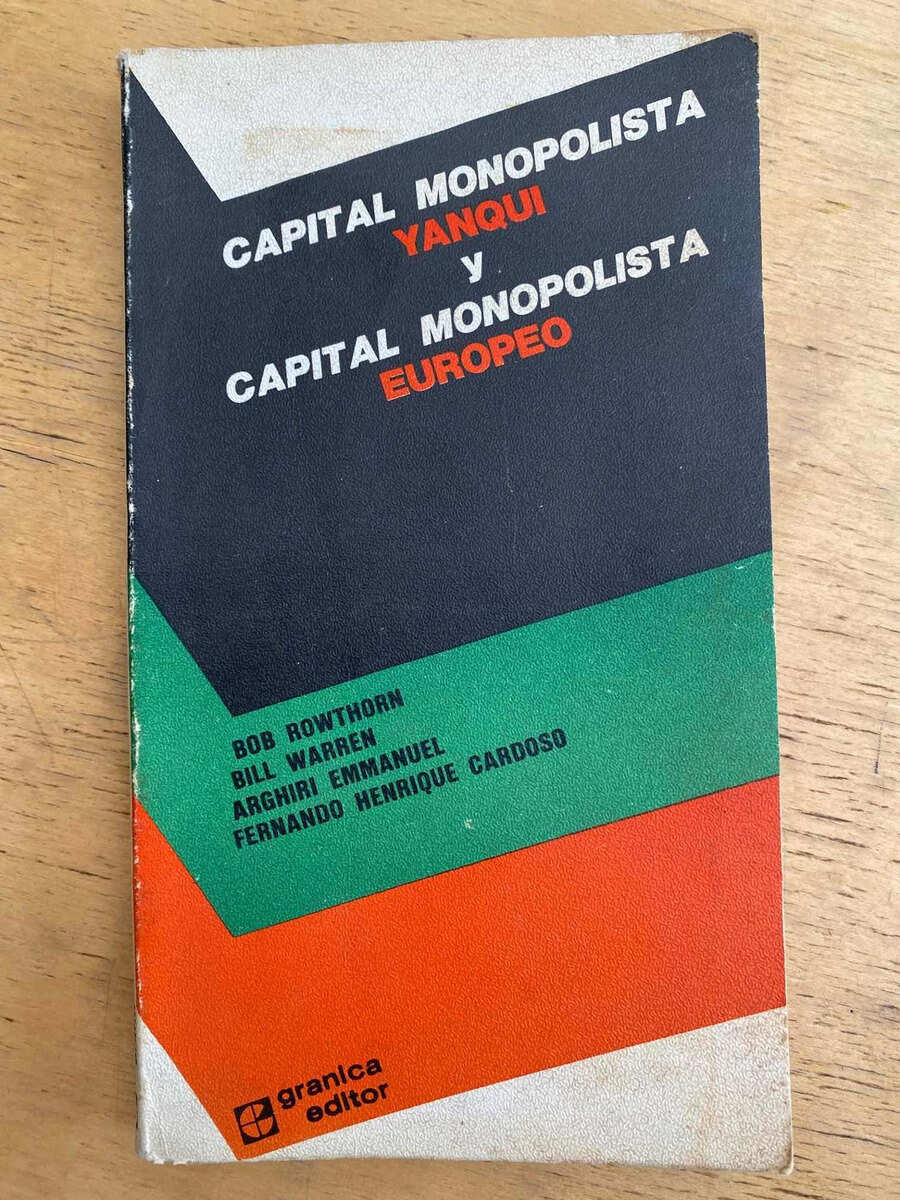 CAPITAL MONOPOLISTA
YANQUI
y
CAPITAL MONOPOLISTA
EUROPEO
BOB ROWTHORN
BILL WARREN
ARGHIRI EMMANUEL
FERNANDO HENRIQUE CARDOSO
granica
editor